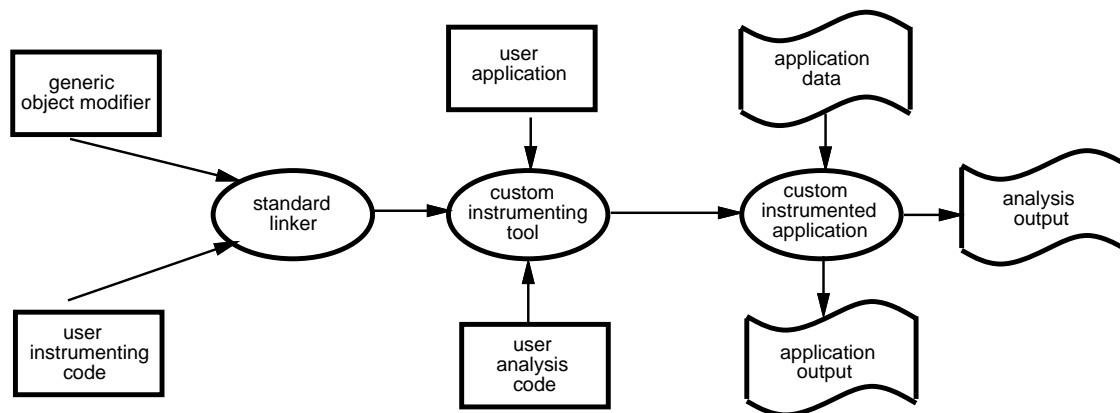 generic
object modifier
user
application
application
data
standard
linker
custom
instrumenting
tool
custom
instrumented
application
analysis
output
user
instrumenting
code
user
analysis
code
application
output